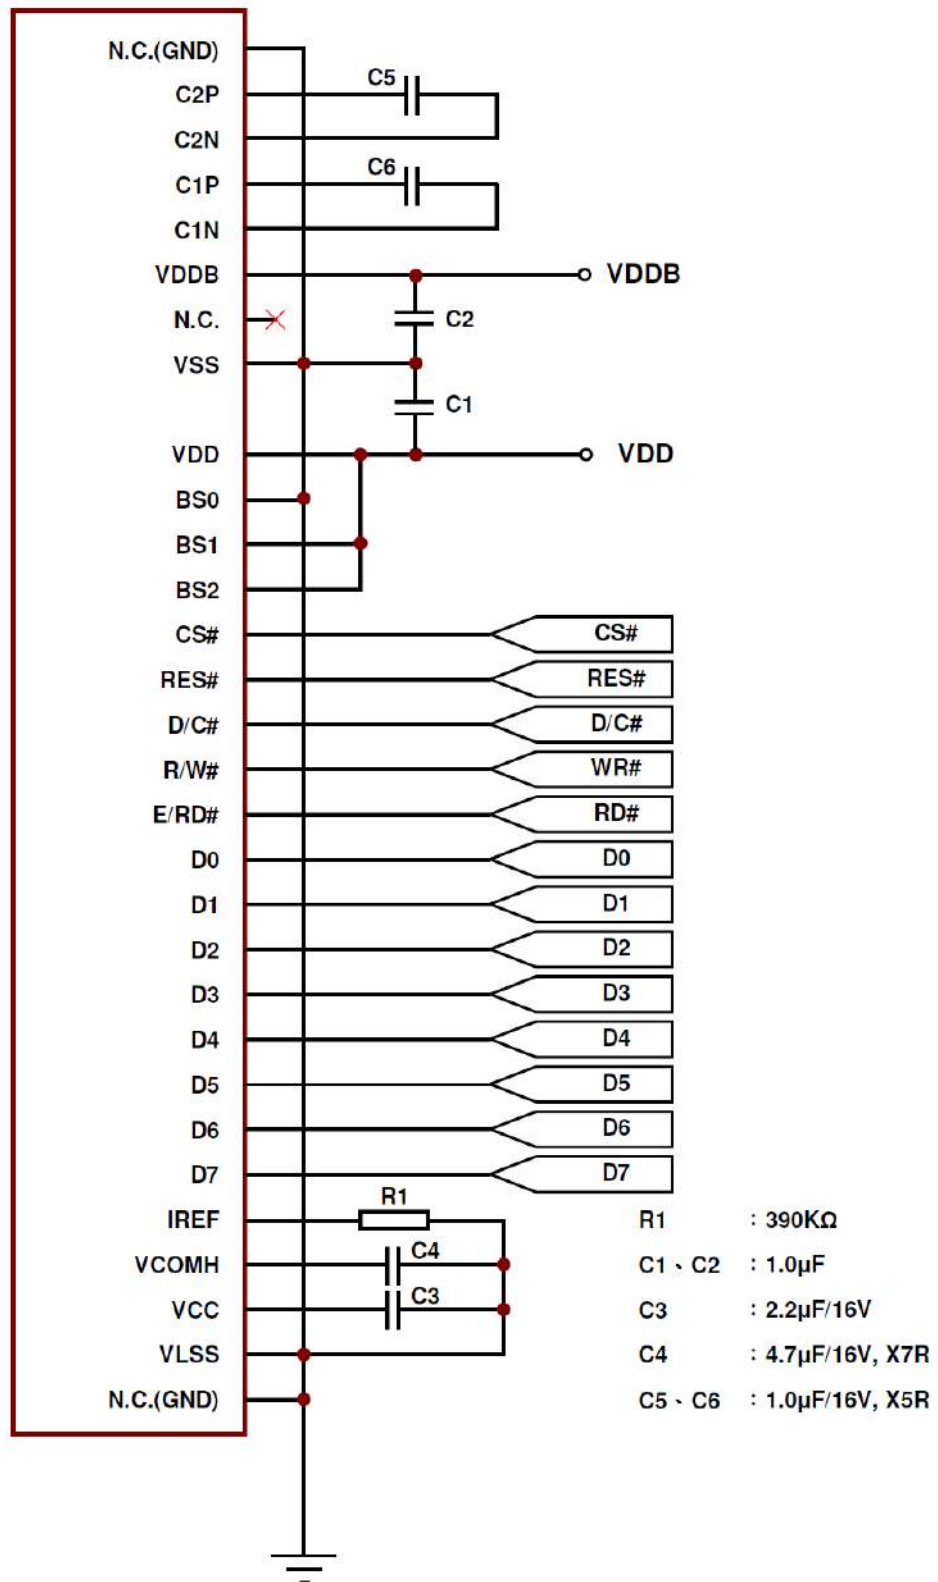 N.C.(GND)
C2P
C5
C2N
C1P
C6
C1N
VDDB
VDDB
N.C.
C2
VSS
C1
VDD
VDD
BS0
BS1
BS2
CS#
CS#
RES#
RES#
D/C#
D/C#
R/W#
WR#
E/RD#
RD#
D0
D0
D1
D1
D2
D2
D3
D3
D4
D4
D5
D5
D6
D6
D7
D7
IREF
R1
R1 : 390KΩ
VCOMH
C4
C1、C2 : 1.0μF
VCC
C3
C3 : 2.2μF/16V
VLSS
C4 : 4.7μF/16V, X7R
N.C.(GND)
C5、C6 : 1.0μF/16V, X5R